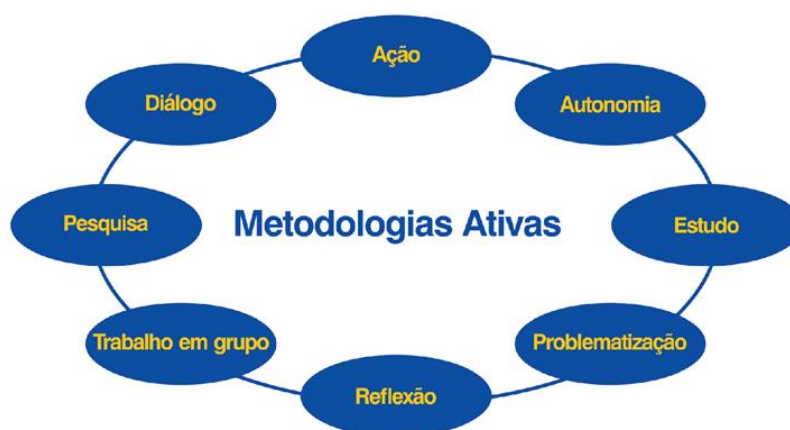 Ação
Diálogo
Autonomia
Pesquisa
Metodologias Ativas
Estudo
Trabalho em grupo
Problematização
Reflexão